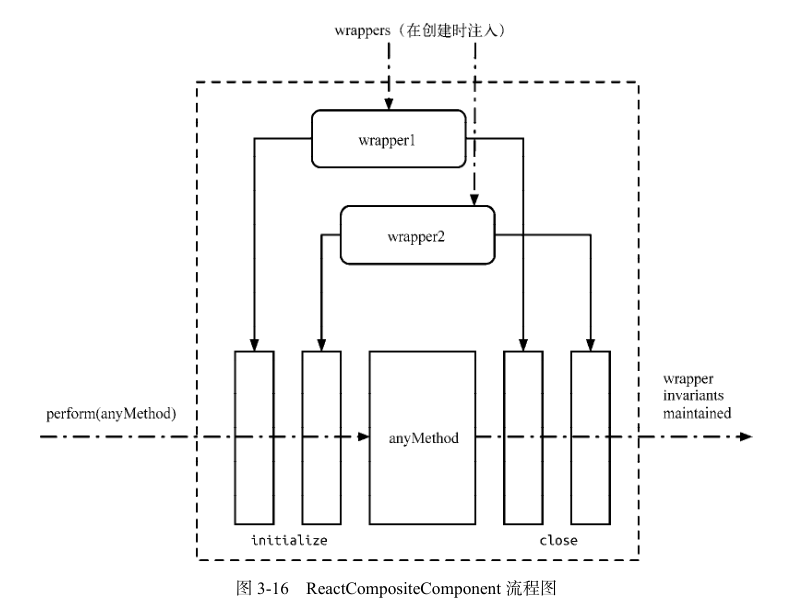 wrappers（在创建时注入）
wrapper1
wrapper2
perform(anyMethod)
anyMethod
wrapper
invariants
maintained
initialize
close
图 3-16 ReactCompositeComponent 流程图